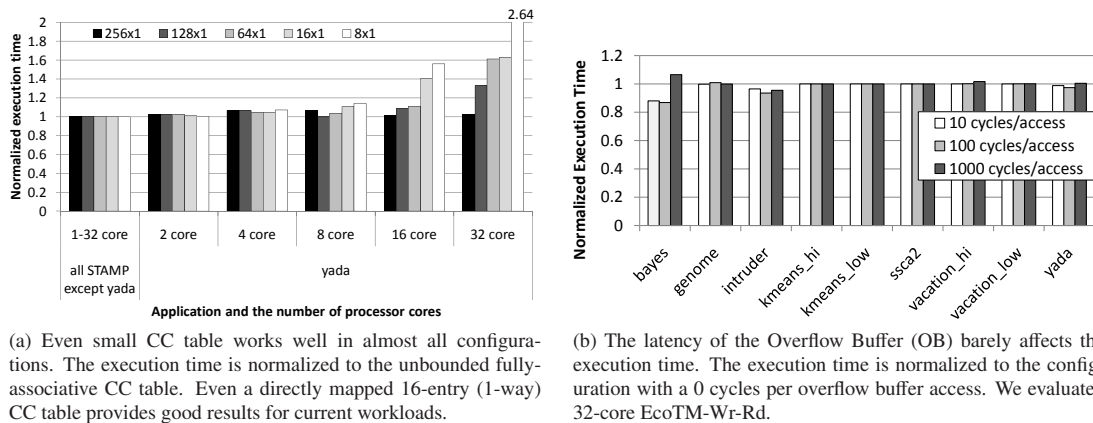 2.64
2
1.8
1.6
1.4
1.2
1
0.8
0.6
0.4
0.2
0
Normalized execution time
256x1 128x1 64x1 16x1 8x1
1-32 core 2 core 4 core 8 core 16 core 32 core
all STAMP
except yada
yada
Application and the number of processor cores
(a) Even small CC table works well in almost all configura-
tions. The execution time is normalized to the unbounded fully-
associative CC table. Even a directly mapped 16-entry (1-way)
CC table provides good results for current workloads.
1.2
1
0.8
0.6
0.4
0.2
0
Normalized Execution Time
10 cycles/access
100 cycles/access
1000 cycles/access
bayes genome intruder kmeans_hi kmeans_low ssca2 vacation_hi vacation_low yada
(b) The latency of the Overflow Buffer (OB) barely affects th
execution time. The execution time is normalized to the config
uration with a 0 cycles per overflow buffer access. We evaluate
32-core EcoTM-Wr-Rd.